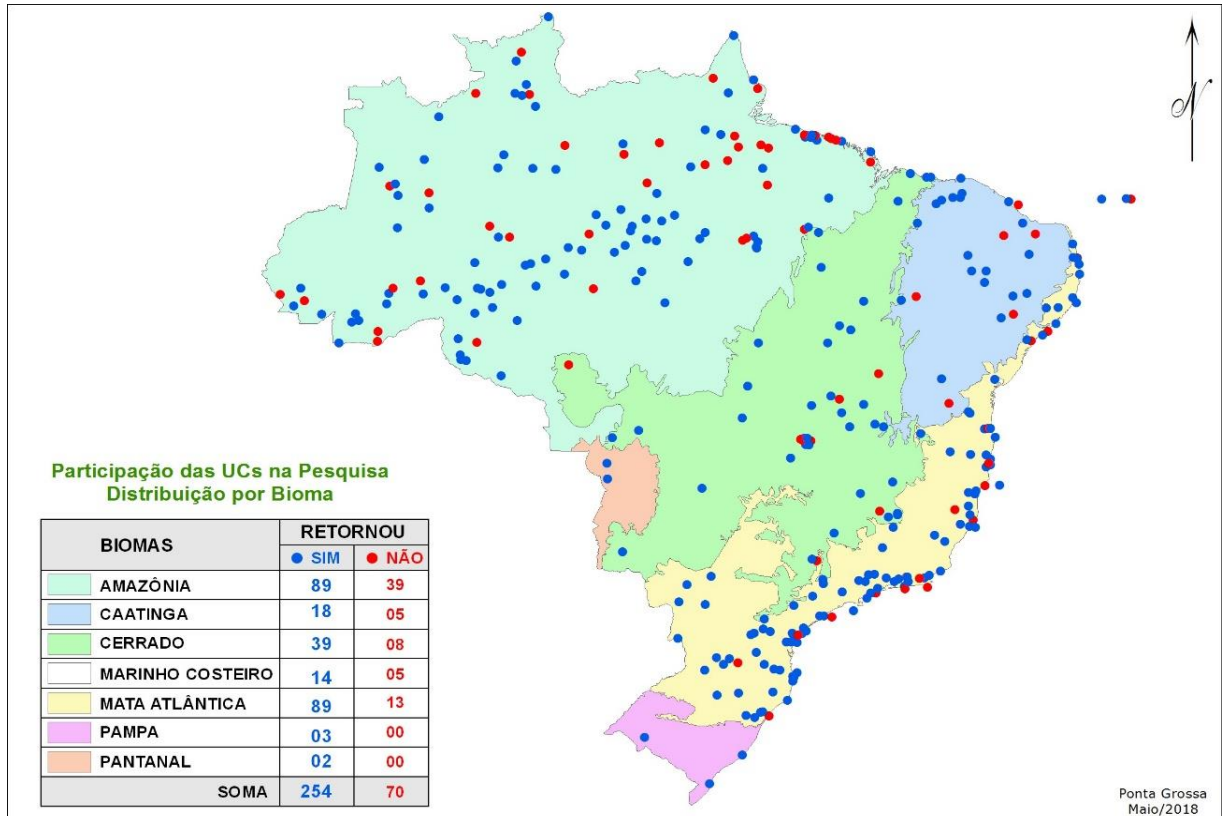 N
Participação das UCs na Pesquisa
Distribuição por Bioma
BIOMAS RETORNOU
SIM NÃO
AMAZÔNIA 89 39
CAATINGA 18 05
CERRADO 39 08
MARINHO COSTEIRO 14 05
MATA ATLÂNTICA 89 13
PAMPA 03 00
PANTANAL 02 00
SOMA 254 70
Ponta Grossa
Maio/2018